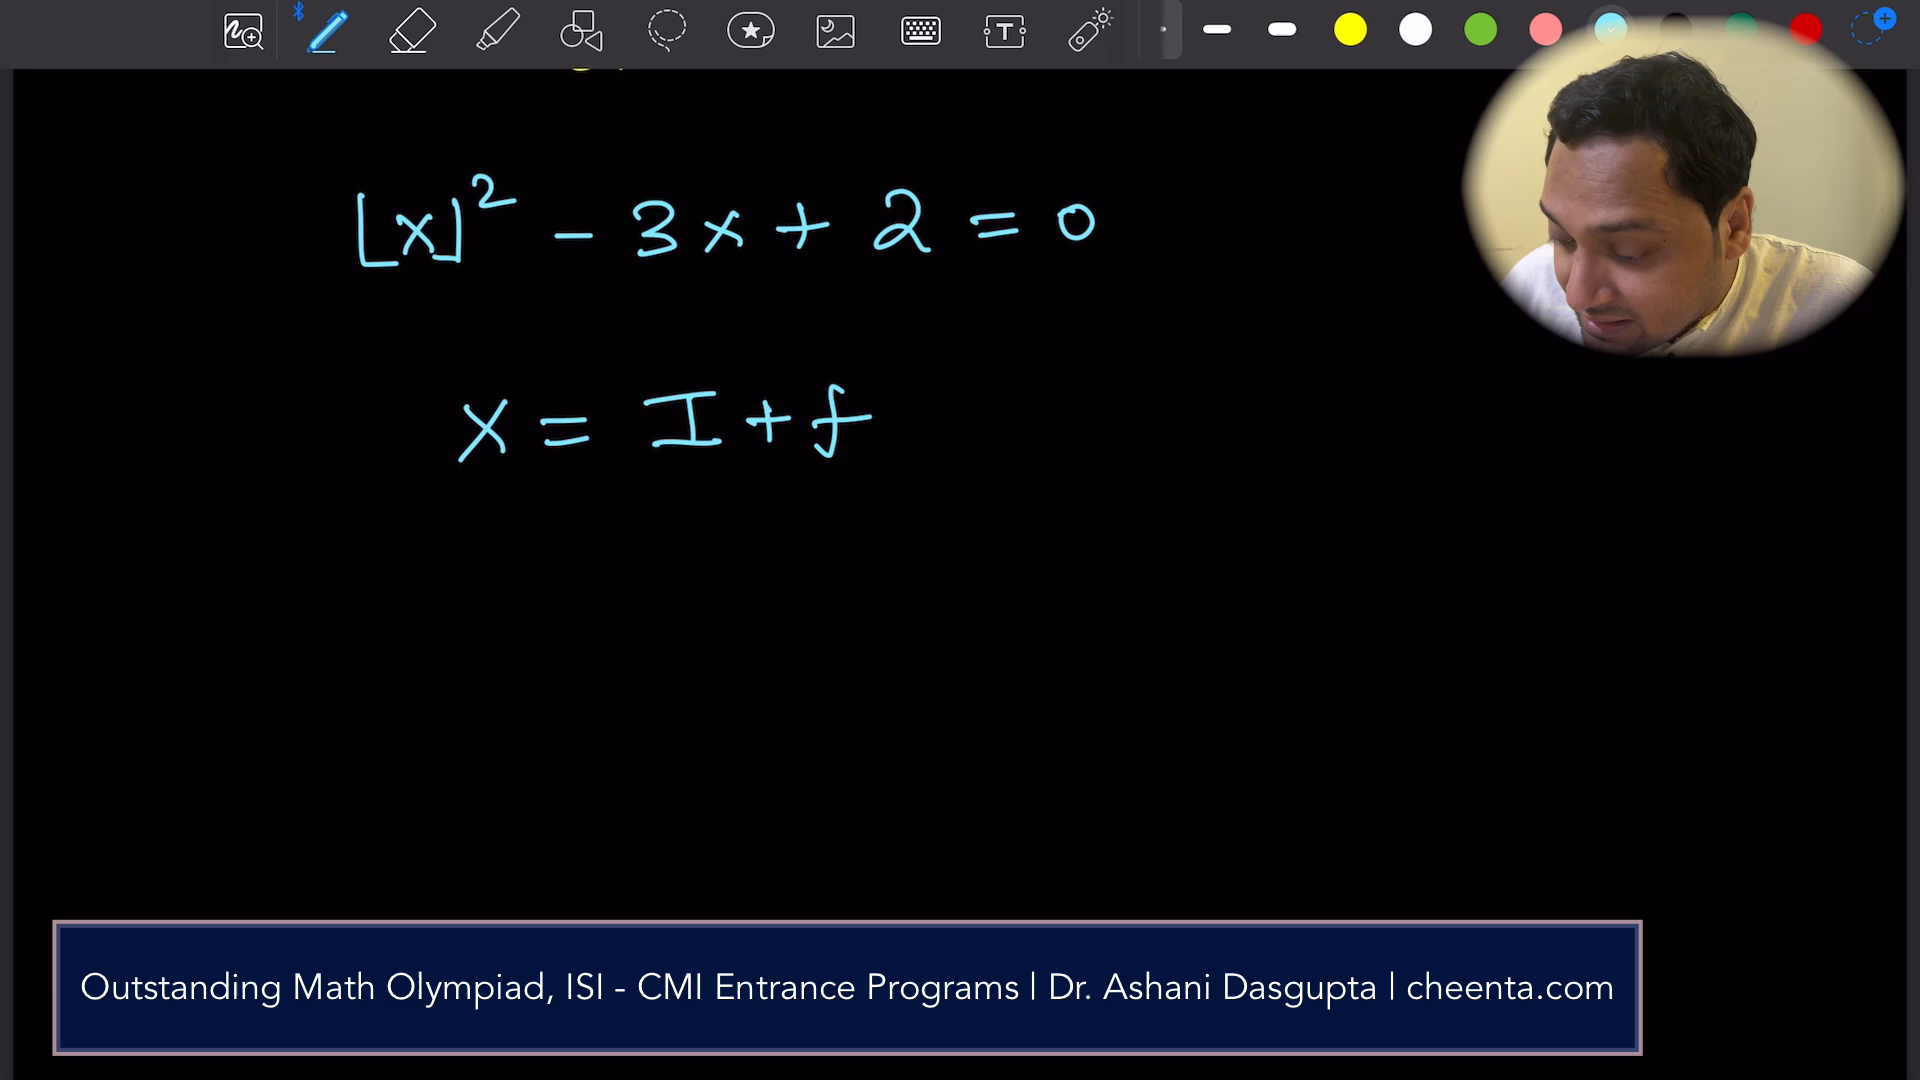 ⌊x⌋² - 3x + 2 = 0
x = I + f
Outstanding Math Olympiad, ISI - CMI Entrance Programs | Dr. Ashani Dasgupta | cheenta.com